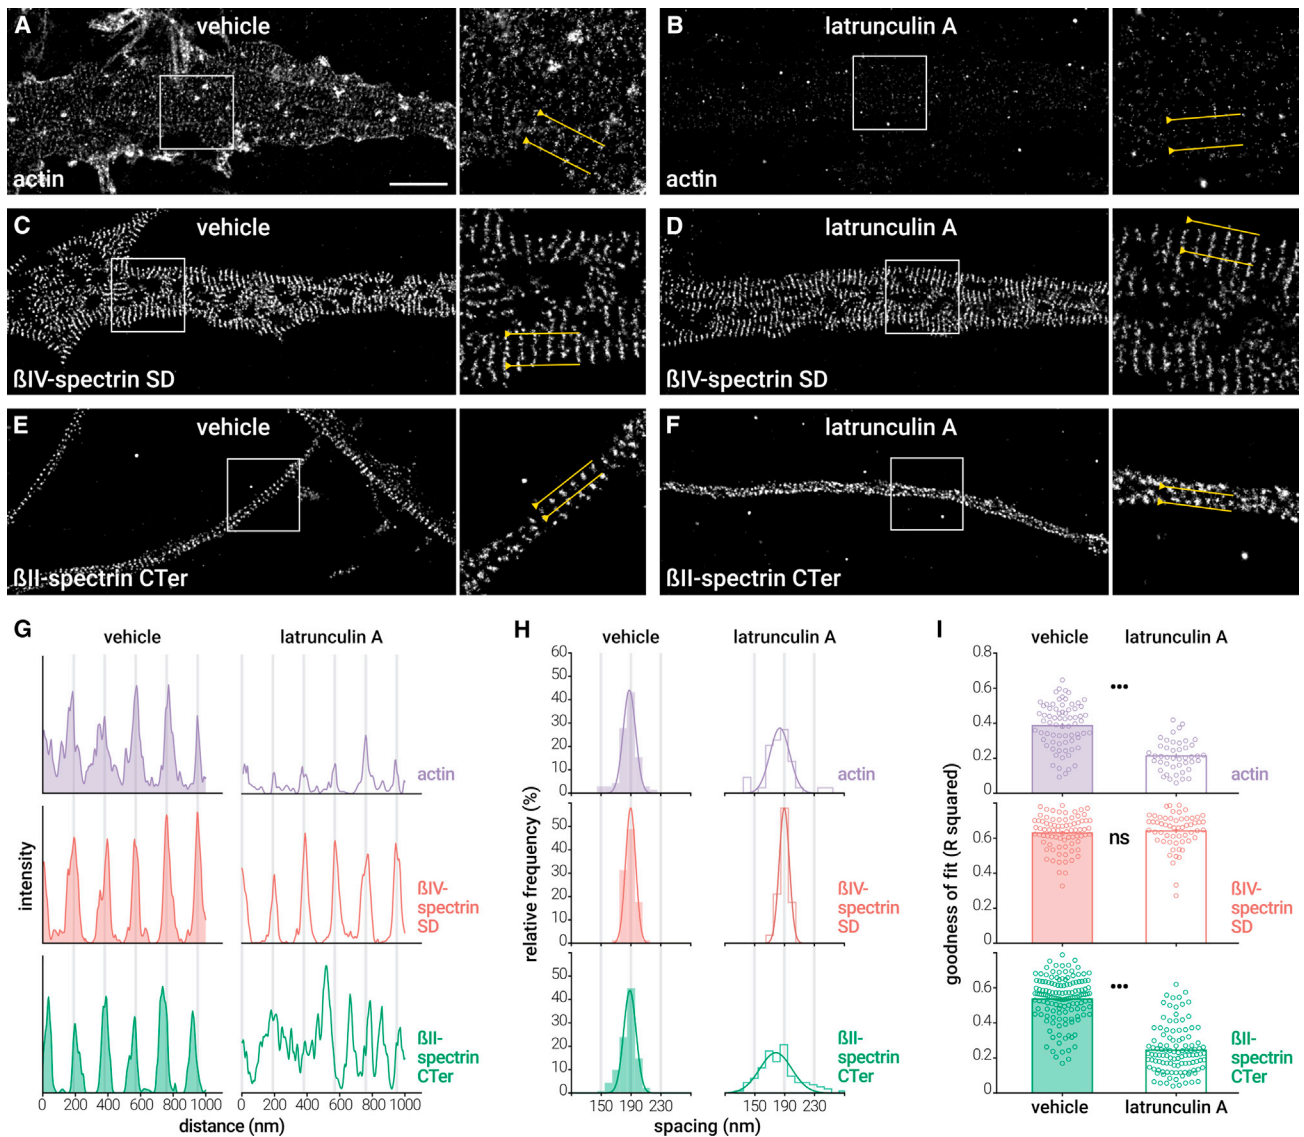 A vehicle
actin
B latrunculin A
actin
C vehicle
ßIV-spectrin SD
D latrunculin A
ßIV-spectrin SD
E vehicle
ßII-spectrin CTer
F latrunculin A
ßII-spectrin CTer
G
vehicle latrunculin A
intensity
actin
ßIV-
spectrin
SD
ßII-
spectrin
CTer
0 200 400 600 800 1000 0 200 400 600 800 1000
distance (nm)
H
vehicle latrunculin A
relative frequency (%)
60
50
40
30
20
10
0
actin
50
40
30
20
10
0
ßIV-
spectrin
SD
50
40
30
20
10
0
ßII-
spectrin
CTer
150 190 230 150 190 230
spacing (nm)
I
vehicle latrunculin A
goodness of fit (R squared)
0.8
0.6
0.4
0.2
0
•••
actin
0.6
0.4
0.2
0
ns
ßIV-
spectrin
SD
0.6
0.4
0.2
0
•••
ßII-
spectrin
CTer
vehicle latrunculin A